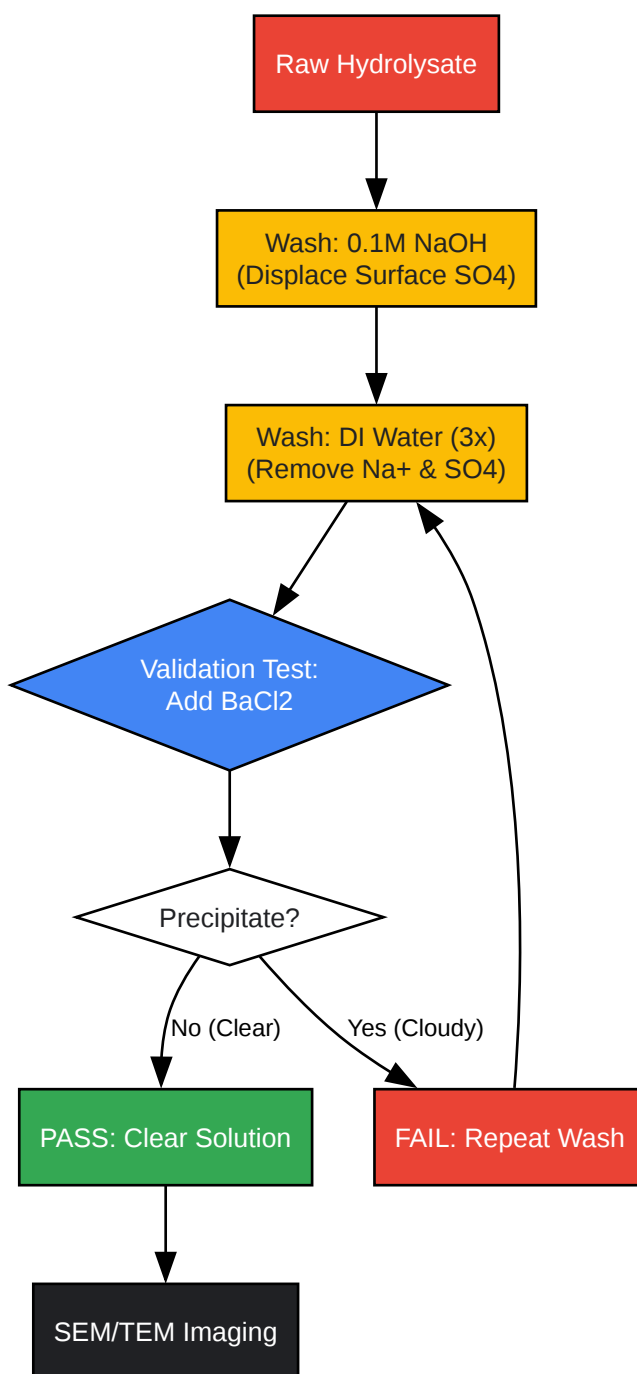 Raw Hydrolysate
Wash: 0.1M NaOH
(Displace Surface SO4)
Wash: DI Water (3x)
(Remove Na+ & SO4)
Validation Test:
Add BaCl2
Precipitate?
No (Clear)
Yes (Cloudy)
PASS: Clear Solution
FAIL: Repeat Wash
SEM/TEM Imaging